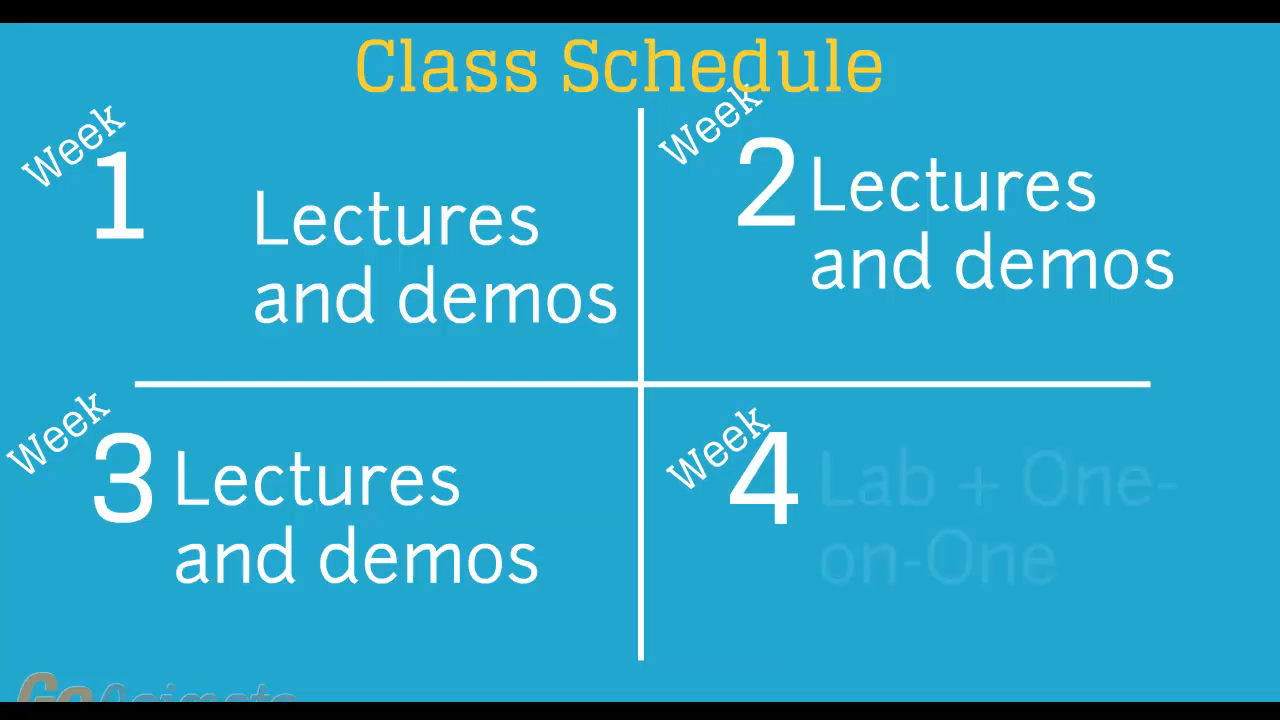 Class Schedule
Week
1
Lectures
and demos
Week
2
Lectures
and demos
Week
3
Lectures
and demos
Week
4
Lab + One-
on-One
GoAnimate